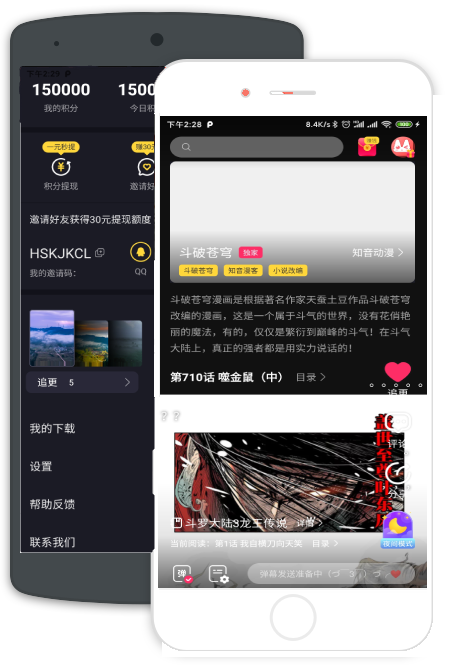 下午2:29
150000
我的积分
1500
今日积
一元秒提
赚30元
积分提现
邀请好
邀请好友获得30元提现额度
HSKJKCL
我的邀请码：
QQ
追更 5
我的下载
设置
帮助反馈
联系我们
下午2:28
8.4K/s
斗破苍穹 独家
知音动漫
斗破苍穹 知音漫客 小说改编
斗破苍穹漫画是根据著名作家天蚕土豆作品斗破苍穹
改编的漫画，这是一个属于斗气的世界，没有花俏艳
丽的魔法，有的，仅仅是繁衍到巅峰的斗气！在斗气
大陆上，真正的强者都是用实力说话的！
第710话 噬金鼠（中） 目录
追更
? ?
评论
分享
斗罗大陆3龙王传说 详情
当前阅读：第1话 我自横刀向天笑 目录
夜间模式
弹
弹幕发送准备中（づ 3 ）づ